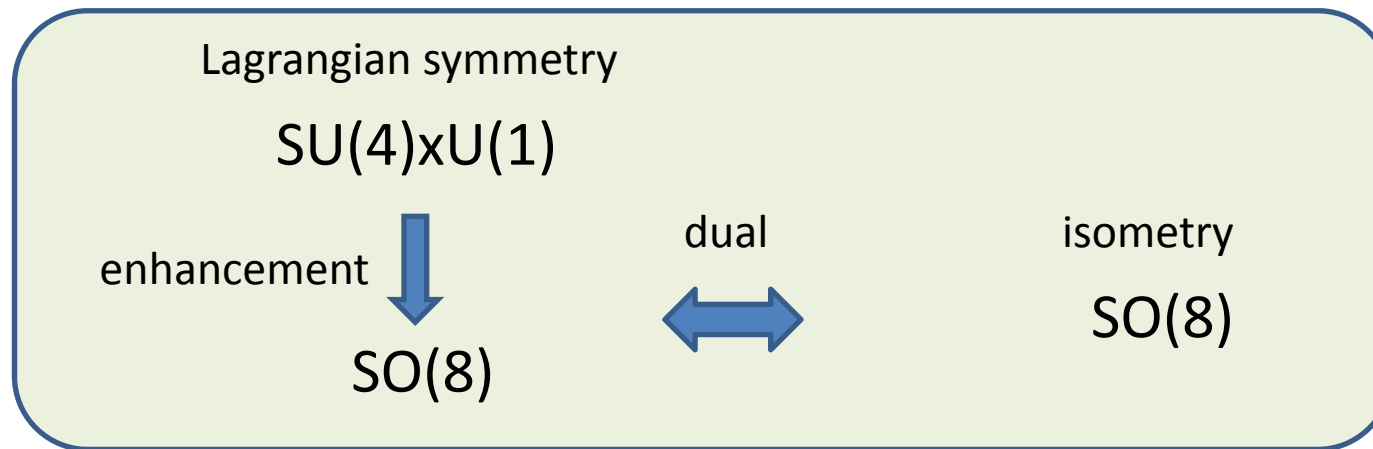 Lagrangian symmetry
SU(4)xU(1)
enhancement
SO(8)
dual
isometry
SO(8)